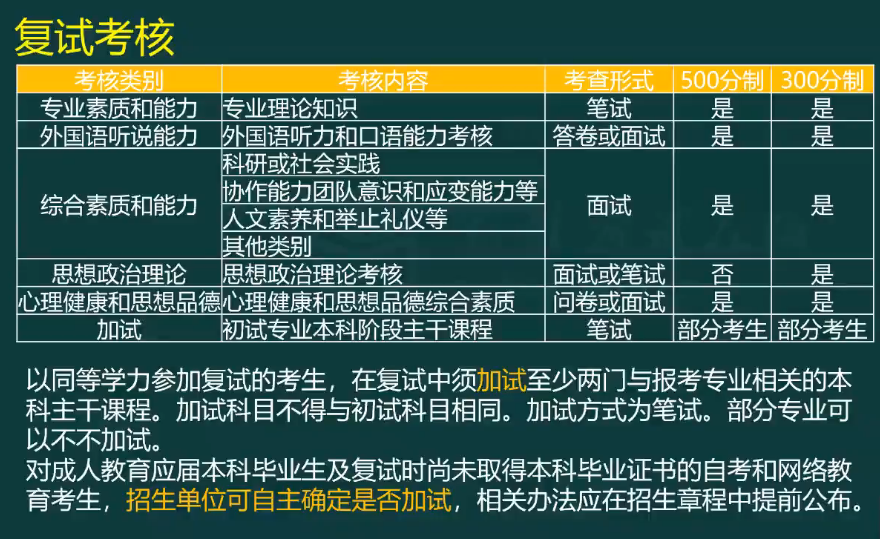 复试考核
考核类别 考核内容 考查形式 500分制 300分制
专业素质和能力 专业理论知识 笔试 是 是
外国语听说能力 外国语听力和口语能力考核 答卷或面试 是 是
综合素质和能力 科研或社会实践 面试 是 是
协作能力团队意识和应变能力等
人文素养和举止礼仪等
其他类别
思想政治理论 思想政治理论考核 面试或笔试 否 是
心理健康和思想品德 心理健康和思想品德综合素质 问卷或面试 是 是
加试 初试专业本科阶段主干课程 笔试 部分考生 部分考生
以同等学力参加复试的考生，在复试中须加试至少两门与报考专业相关的本
科主干课程。加试科目不得与初试科目相同。加试方式为笔试。部分专业可
以不不加试。
对成人教育应届本科毕业生及复试时尚未取得本科毕业证书的自考和网络教
育考生，招生单位可自主确定是否加试，相关办法应在招生章程中提前公布。